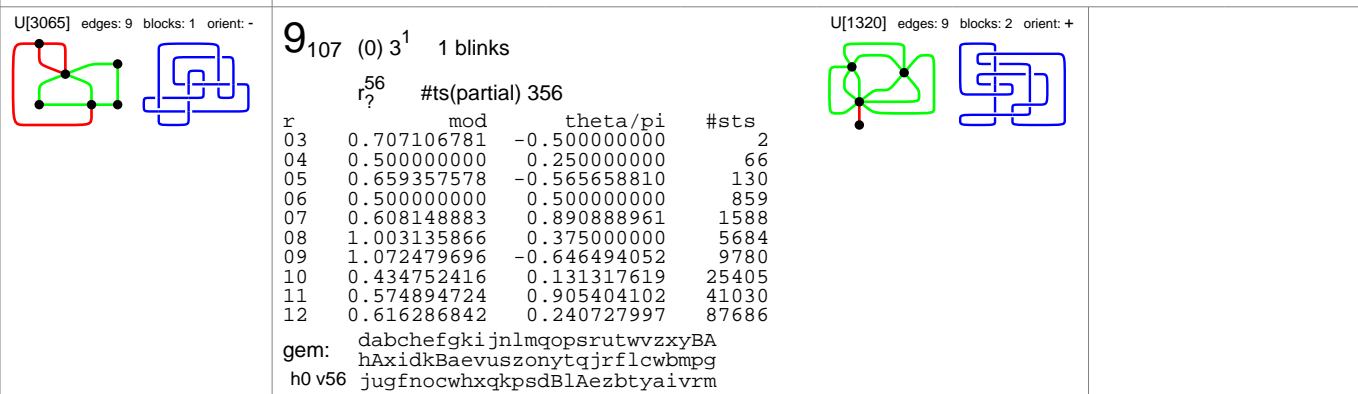 U[3065] edges: 9 blocks: 1 orient: -
9107 (0) 3^1 1 blinks
r?^56 #ts(partial) 356
r mod theta/pi #sts
03 0.707106781 -0.500000000 2
04 0.500000000 0.250000000 66
05 0.659357578 -0.565658810 130
06 0.500000000 0.500000000 859
07 0.608148883 0.890888961 1588
08 1.003135866 0.375000000 5684
09 1.072479696 -0.646494052 9780
10 0.434752416 0.131317619 25405
11 0.574894724 0.905404102 41030
12 0.616286842 0.240727997 87686
gem: dabchefgkijnlmqopsrutwvzxyBA
hAxidkBaevuszonytqjrflcwbmpg
h0 v56 jugfnocwhxqkpsdBlAezbtyaivrm
U[1320] edges: 9 blocks: 2 orient: +